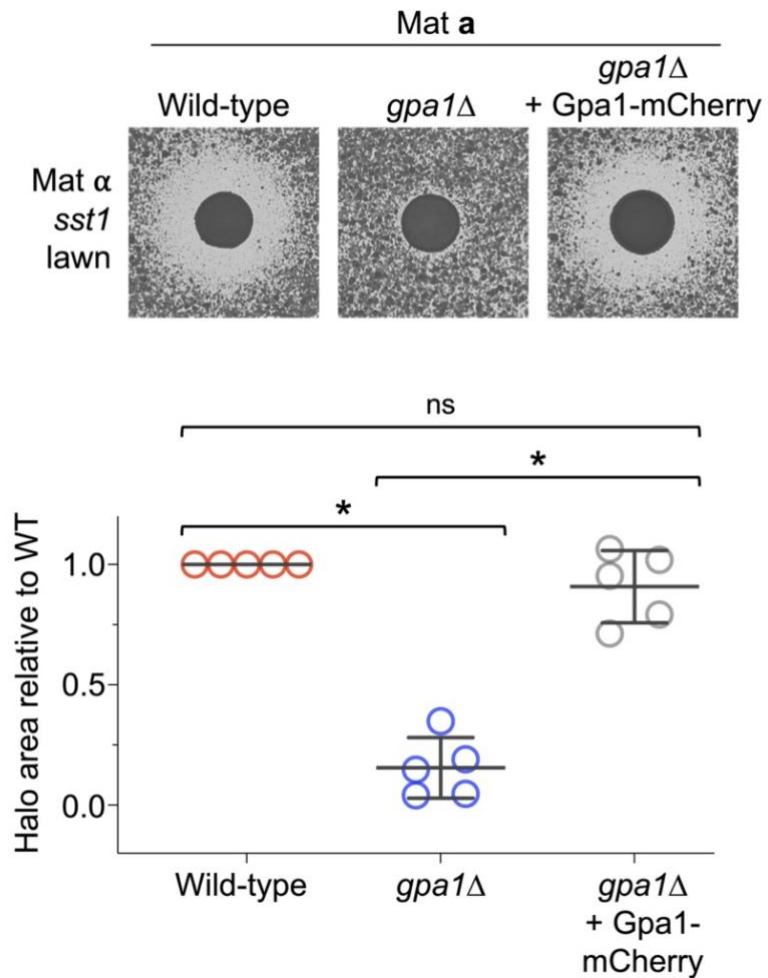 Mat a
Wild-type
gpa1Δ
gpa1Δ
+ Gpa1-mCherry
Mat α
sst1
lawn
ns
*
*
Halo area relative to WT
1.0
0.5
0.0
Wild-type
gpa1Δ
gpa1Δ
+ Gpa1-
mCherry